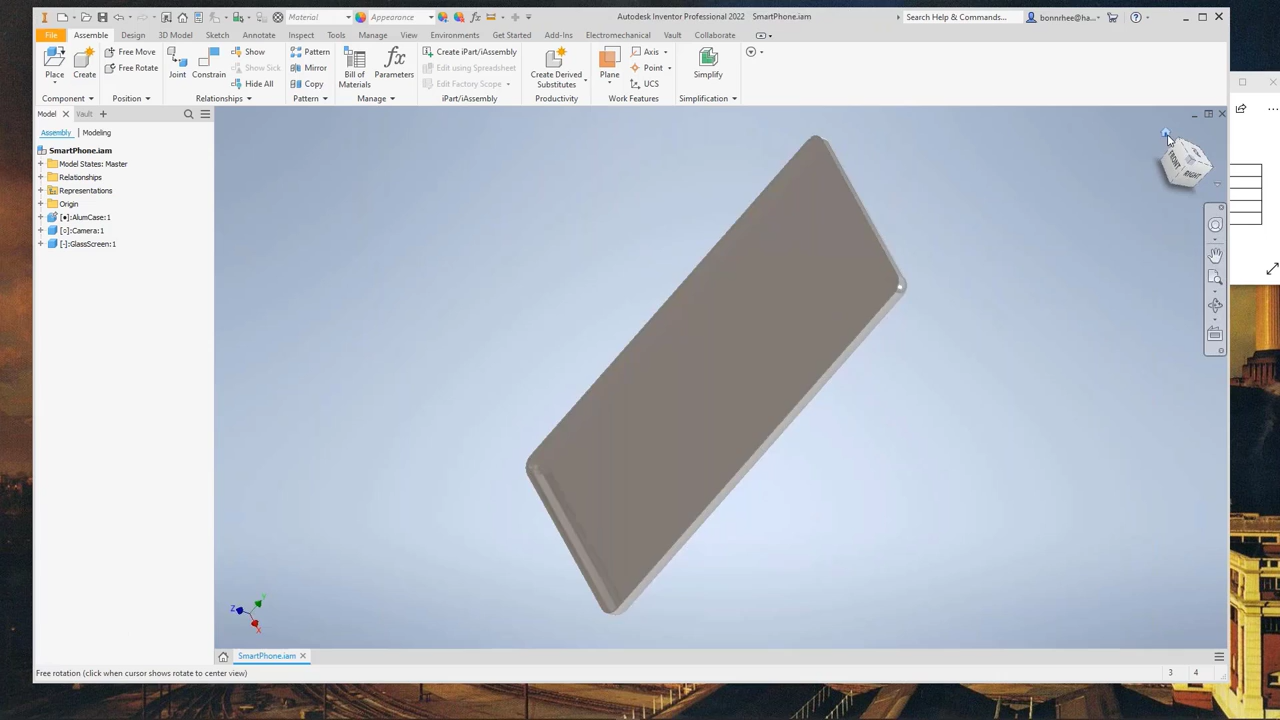 Material
Appearance
Autodesk Inventor Professional 2022 SmartPhone.iam
Search Help & Commands...
bonnrhee@ha...
File Assemble Design 3D Model Sketch Annotate Inspect Tools Manage View Environments Get Started Add-Ins Electromechanical Vault Collaborate
Place
Create
Free Move
Free Rotate
Joint
Constrain
Show
Show Sick
Hide All
Pattern
Mirror
Copy
Bill of
Materials
Parameters
Create iPart/iAssembly
Edit using Spreadsheet
Edit Factory Scope
Create Derived
Substitutes
Plane
Axis
Point
UCS
Simplify
Component Position Relationships Pattern Manage iPart/iAssembly Productivity Work Features Simplification
Model Vault
Assembly Modeling
SmartPhone.iam
Model States: Master
Relationships
Representations
Origin
[●]:AlumCase:1
[○]:Camera:1
[-]:GlassScreen:1
FRONT
RIGHT
Z
Y
X
SmartPhone.iam
Free rotation (click when cursor shows rotate to center view)
3 4